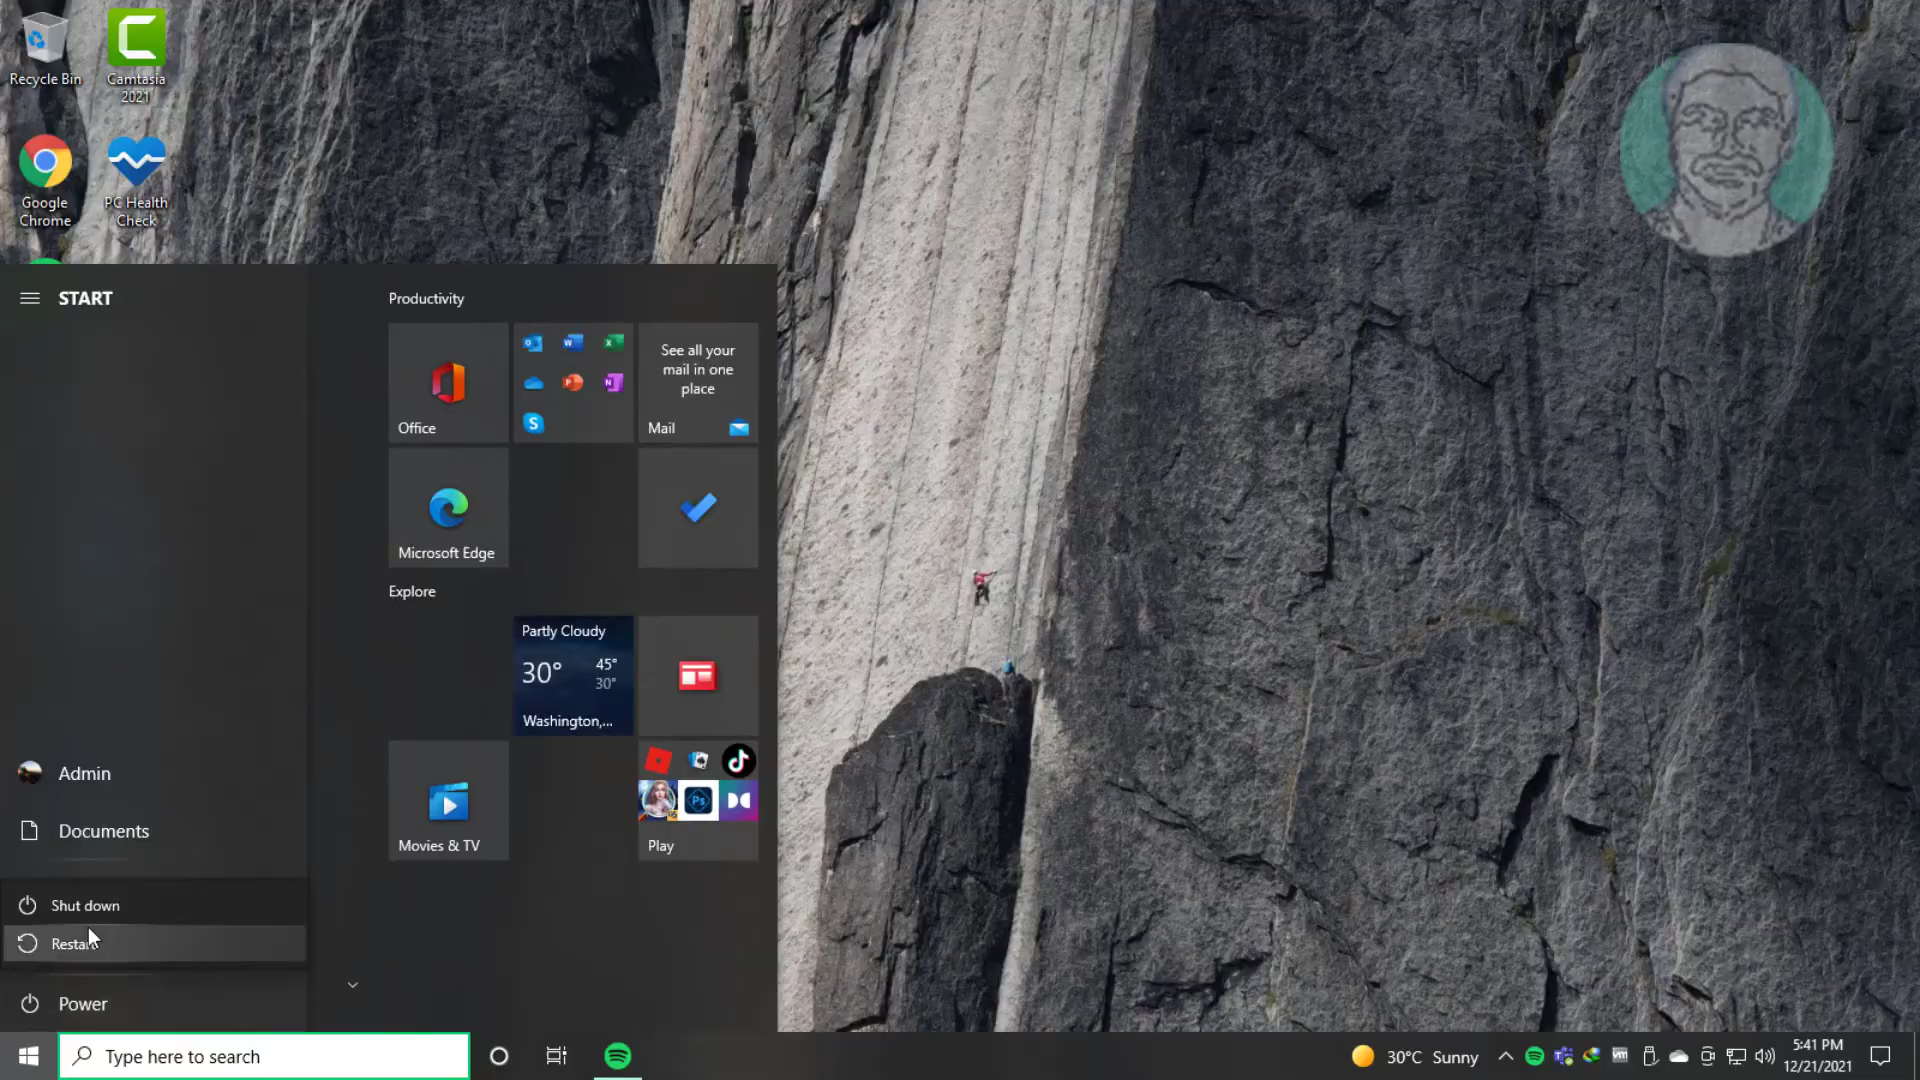 Recycle Bin
Camtasia
2021
Google
Chrome
PC Health
Check
START
Productivity
Office
See all your
mail in one
place
Mail
Microsoft Edge
Explore
Partly Cloudy
30°
45°
30°
Washington,...
Movies & TV
Play
Admin
Documents
Shut down
Restart
Power
Type here to search
30°C Sunny
5:41 PM
12/21/2021